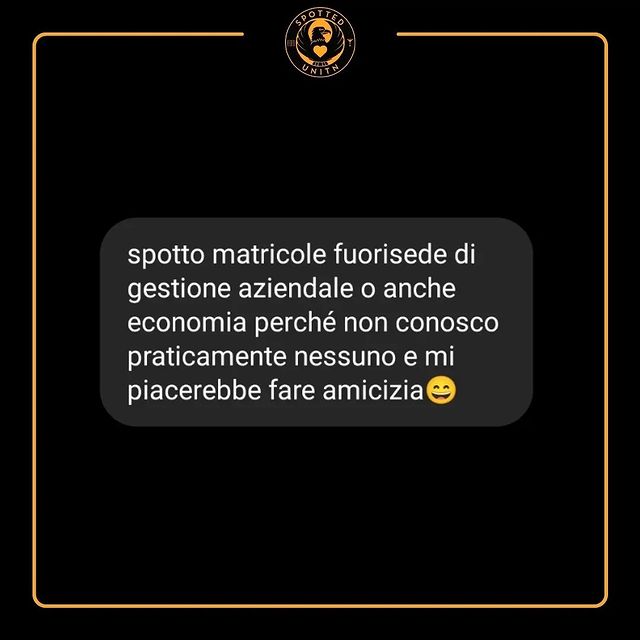 SPOTTED
UNITN
spotto matricole fuorisede di
gestione aziendale o anche
economia perché non conosco
praticamente nessuno e mi
piacerebbe fare amicizia😄